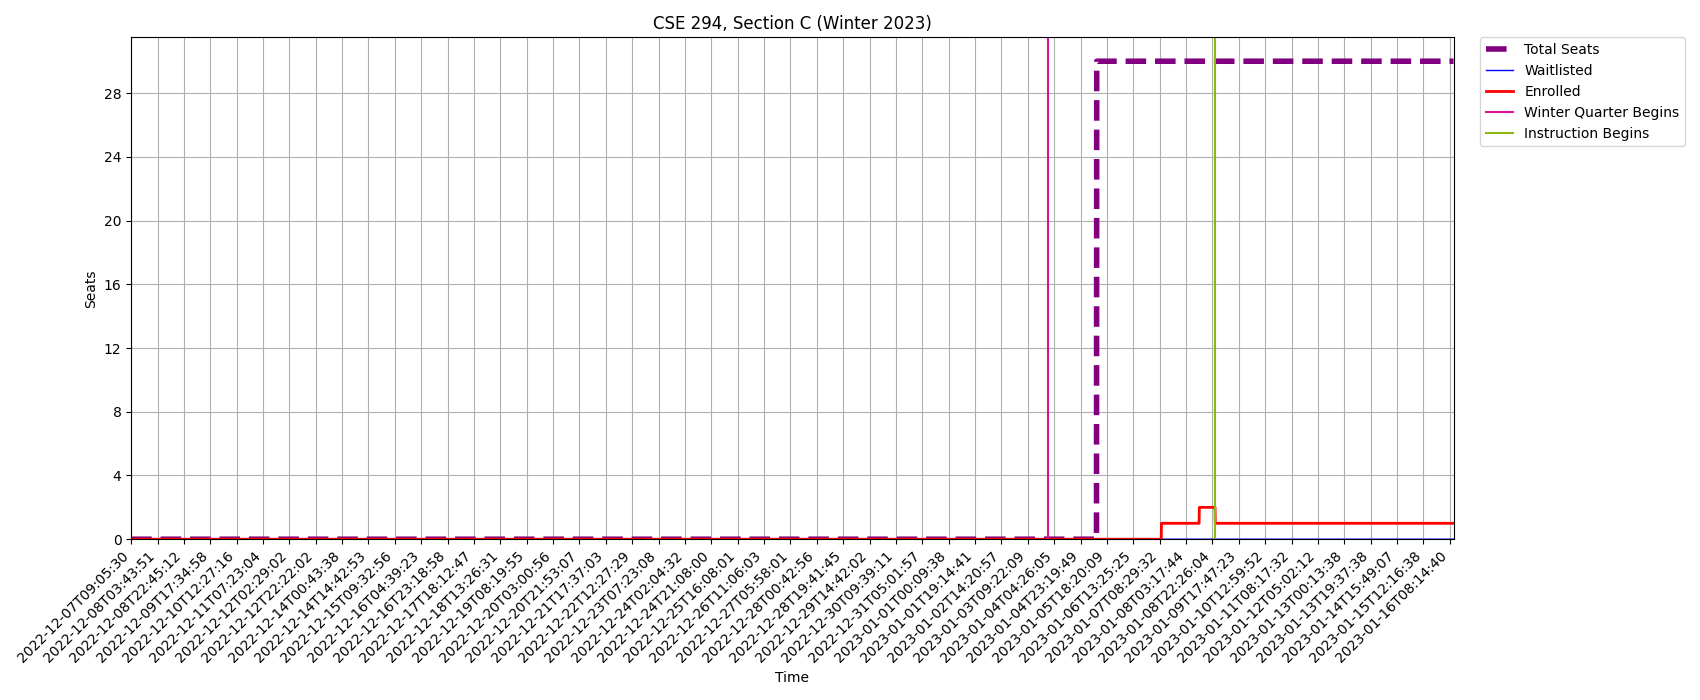 CSE 294, Section C (Winter 2023)
Total Seats
Waitlisted
Enrolled
Winter Quarter Begins
Instruction Begins
Seats
28
24
20
16
12
8
4
0
2022-12-07T09:05:30
2022-12-08T03:43:51
2022-12-08T22:45:12
2022-12-09T17:34:58
2022-12-10T12:27:16
2022-12-11T07:23:04
2022-12-12T02:29:02
2022-12-12T22:22:02
2022-12-14T00:43:38
2022-12-14T14:42:53
2022-12-15T09:32:56
2022-12-16T04:39:23
2022-12-16T23:18:58
2022-12-17T18:12:47
2022-12-18T13:26:31
2022-12-19T08:19:55
2022-12-20T03:00:56
2022-12-20T21:53:07
2022-12-21T17:37:03
2022-12-22T12:27:29
2022-12-23T07:23:08
2022-12-24T02:04:32
2022-12-24T21:08:00
2022-12-25T16:08:01
2022-12-26T11:06:03
2022-12-27T05:58:01
2022-12-28T00:42:56
2022-12-28T19:41:45
2022-12-29T14:42:02
2022-12-30T09:39:11
2022-12-31T05:01:57
2023-01-01T00:09:38
2023-01-01T19:14:41
2023-01-02T14:20:57
2023-01-03T09:22:09
2023-01-04T04:26:05
2023-01-04T23:19:49
2023-01-05T18:20:09
2023-01-06T13:25:25
2023-01-07T08:29:32
2023-01-08T03:17:44
2023-01-08T22:26:04
2023-01-09T17:47:23
2023-01-10T12:59:52
2023-01-11T08:17:32
2023-01-12T05:02:12
2023-01-13T00:13:38
2023-01-13T19:37:38
2023-01-14T15:49:07
2023-01-15T12:16:38
2023-01-16T08:14:40
Time